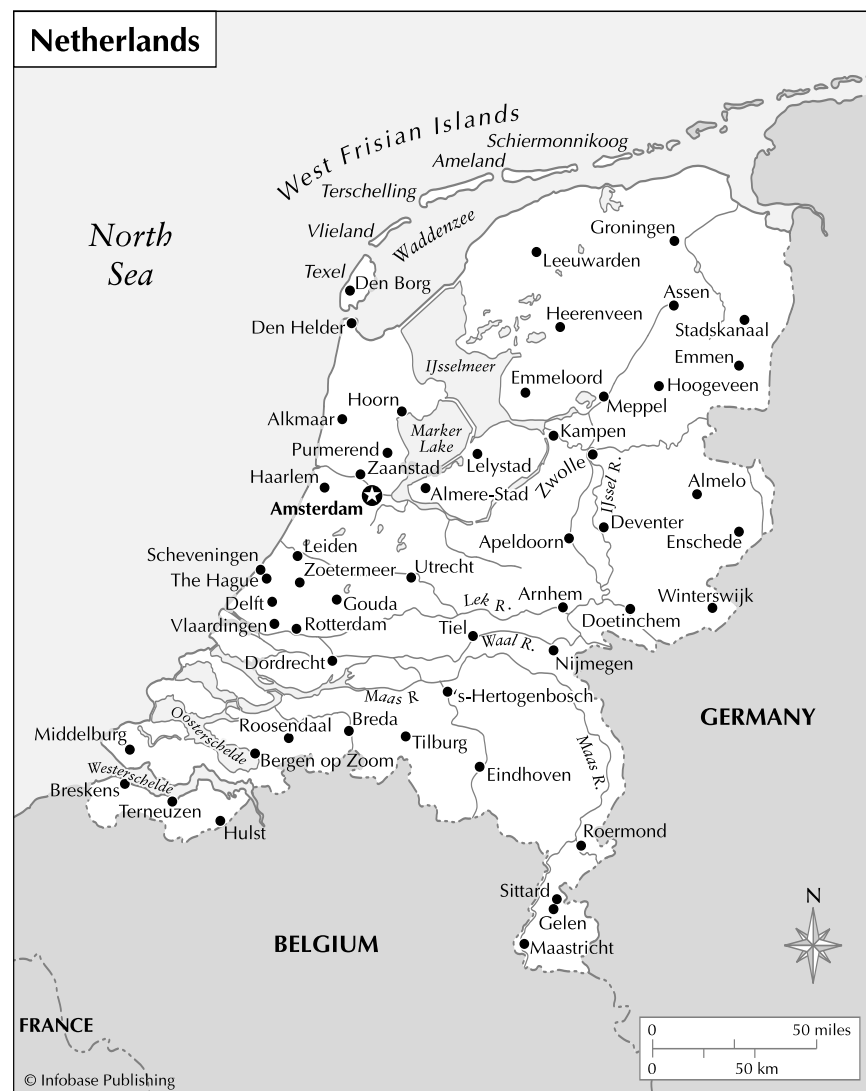 Netherlands
West Frisian Islands
Schiermonnikoog
Ameland
Terschelling
Vlieland
Waddenzee
North
Sea
Texel
Den Borg
Den Helder
Groningen
Leeuwarden
Assen
Heerenveen
Stadskanaal
Emmen
IJsselmeer
Emmeloord
Hoogeveen
Meppel
Hoorn
Alkmaar
Marker
Lake
Kampen
Purmerend
Zaanstad
Lelystad
Zwolle
IJssel R.
Haarlem
Almere-Stad
Almelo
Amsterdam
Deventer
Apeldoorn
Enschede
Leiden
Scheveningen
Zoetermeer
Utrecht
The Hague
Delft
Gouda
Lek R.
Arnhem
Winterswijk
Doetinchem
Vlaardingen
Rotterdam
Tiel
Waal R.
Dordrecht
Nijmegen
Maas R
's-Hertogenbosch
GERMANY
Oosterschelde
Roosendaal
Breda
Middelburg
Bergen op Zoom
Tilburg
Maas R.
Westerschelde
Eindhoven
Breskens
Terneuzen
Hulst
Roermond
Sittard
Gelen
BELGIUM
Maastricht
N
FRANCE
0 50 miles
0 50 km
© Infobase Publishing